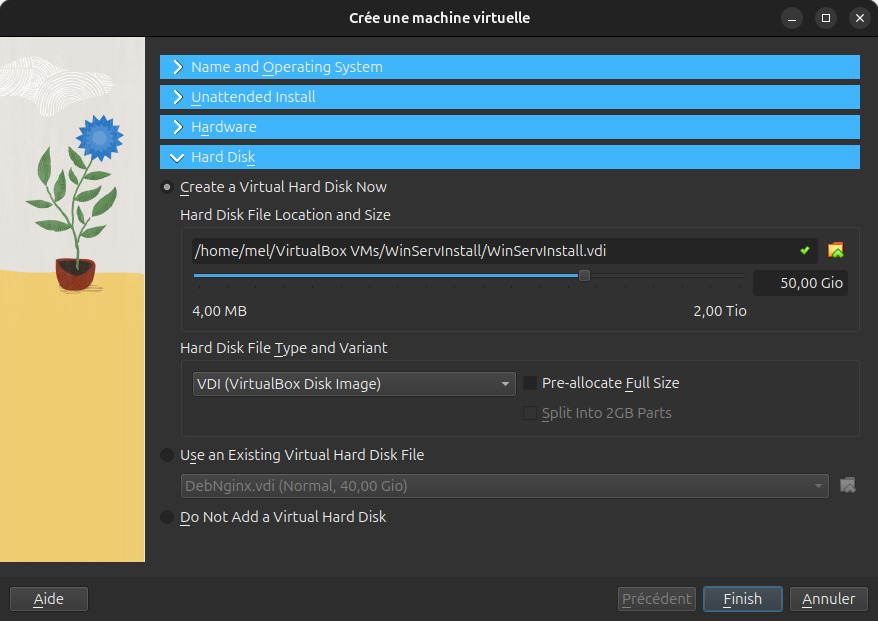 Crée une machine virtuelle
Name and Operating System
Unattended Install
Hardware
Hard Disk
Create a Virtual Hard Disk Now
Hard Disk File Location and Size
/home/mel/VirtualBox VMs/WinServInstall/WinServInstall.vdi
50,00 Gio
4,00 MB 2,00 Tio
Hard Disk File Type and Variant
VDI (VirtualBox Disk Image) Pre-allocate Full Size
Split Into 2GB Parts
Use an Existing Virtual Hard Disk File
DebNginx.vdi (Normal, 40,00 Gio)
Do Not Add a Virtual Hard Disk
Aide Précédent Finish Annuler